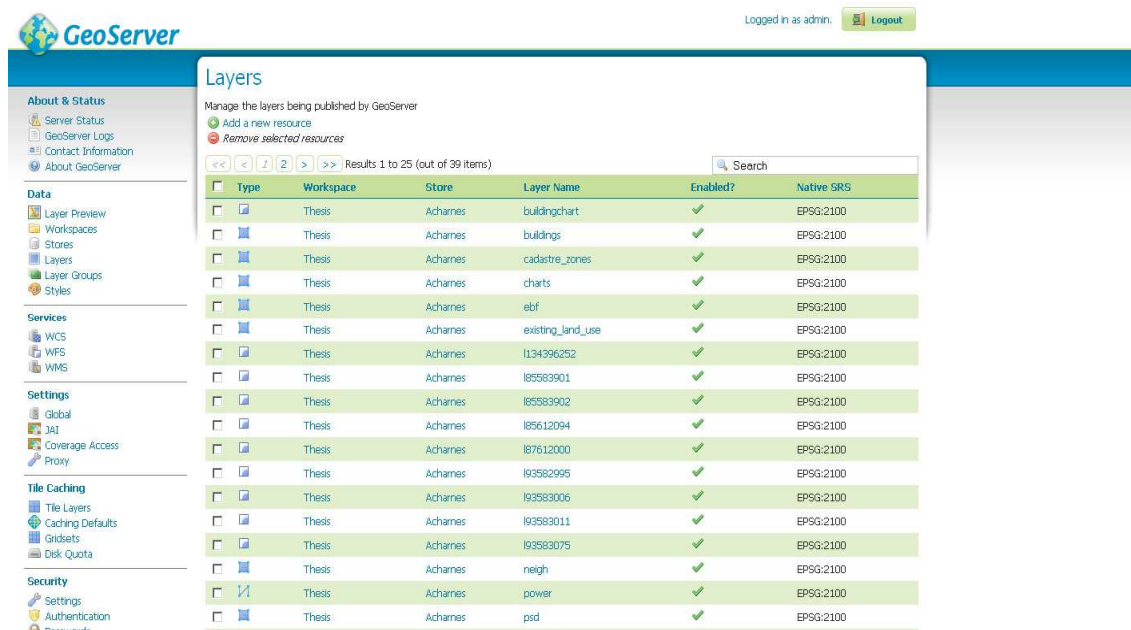 GeoServer
Logged in as admin.
Logout
About & Status
Server Status
GeoServer Logs
Contact Information
About GeoServer
Data
Layer Preview
Workspaces
Stores
Layers
Layer Groups
Styles
Services
WCS
WFS
WMS
Settings
Global
JAI
Coverage Access
Proxy
Tile Caching
Tile Layers
Caching Defaults
Gridsets
Disk Quota
Security
Settings
Authentication
Layers
Manage the layers being published by GeoServer
Add a new resource
Remove selected resources
<< < 1 2 > >> Results 1 to 25 (out of 39 items) Search
Type Workspace Store Layer Name Enabled? Native SRS
Thesis Acharnes buildingchart EPSG:2100
Thesis Acharnes buildings EPSG:2100
Thesis Acharnes cadastre_zones EPSG:2100
Thesis Acharnes charts EPSG:2100
Thesis Acharnes ebf EPSG:2100
Thesis Acharnes existing_land_use EPSG:2100
Thesis Acharnes l134396252 EPSG:2100
Thesis Acharnes l85583901 EPSG:2100
Thesis Acharnes l85583902 EPSG:2100
Thesis Acharnes l85612094 EPSG:2100
Thesis Acharnes l87612000 EPSG:2100
Thesis Acharnes l93582995 EPSG:2100
Thesis Acharnes l93583006 EPSG:2100
Thesis Acharnes l93583011 EPSG:2100
Thesis Acharnes l93583075 EPSG:2100
Thesis Acharnes neigh EPSG:2100
Thesis Acharnes power EPSG:2100
Thesis Acharnes psd EPSG:2100